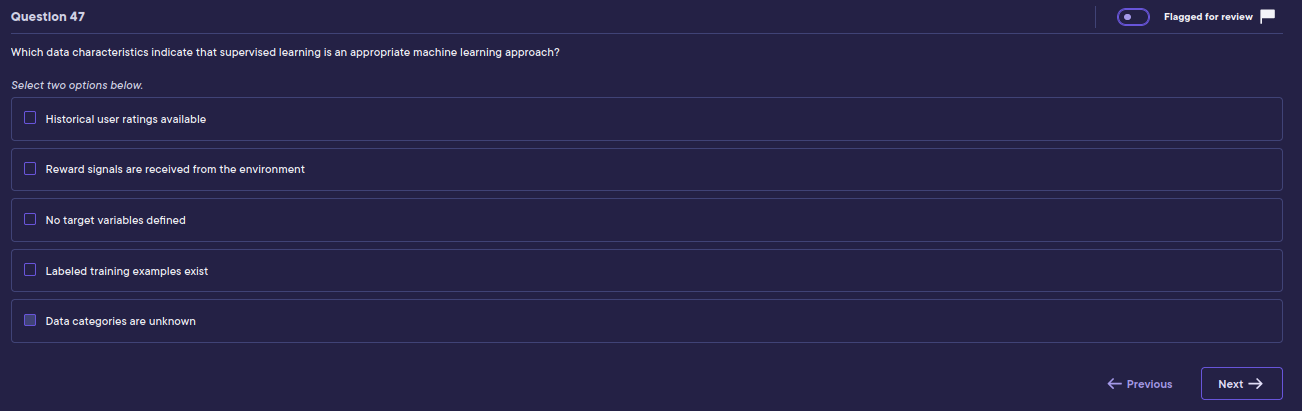 Question 47
Flagged for review
Which data characteristics indicate that supervised learning is an appropriate machine learning approach?
Select two options below.
Historical user ratings available
Reward signals are received from the environment
No target variables defined
Labeled training examples exist
Data categories are unknown
Previous
Next